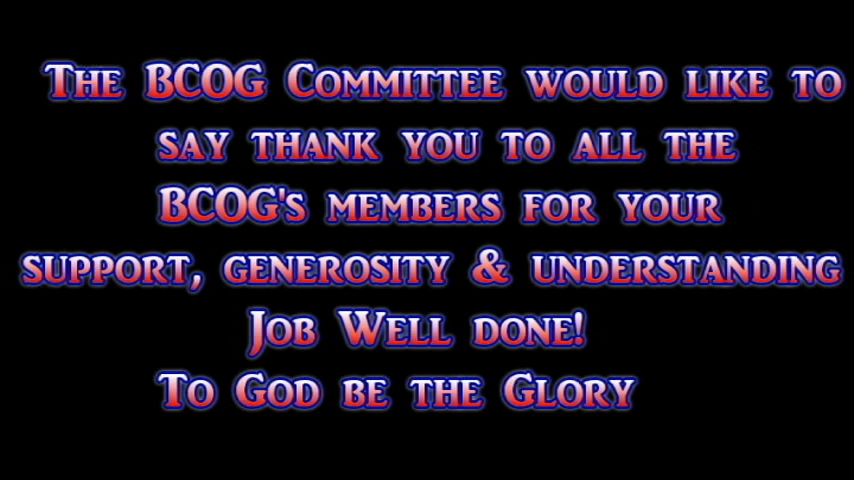 The BCOG Committee would like to
say thank you to all the
BCOG's members for your
support, generosity & understanding
Job Well done!
To God be the Glory